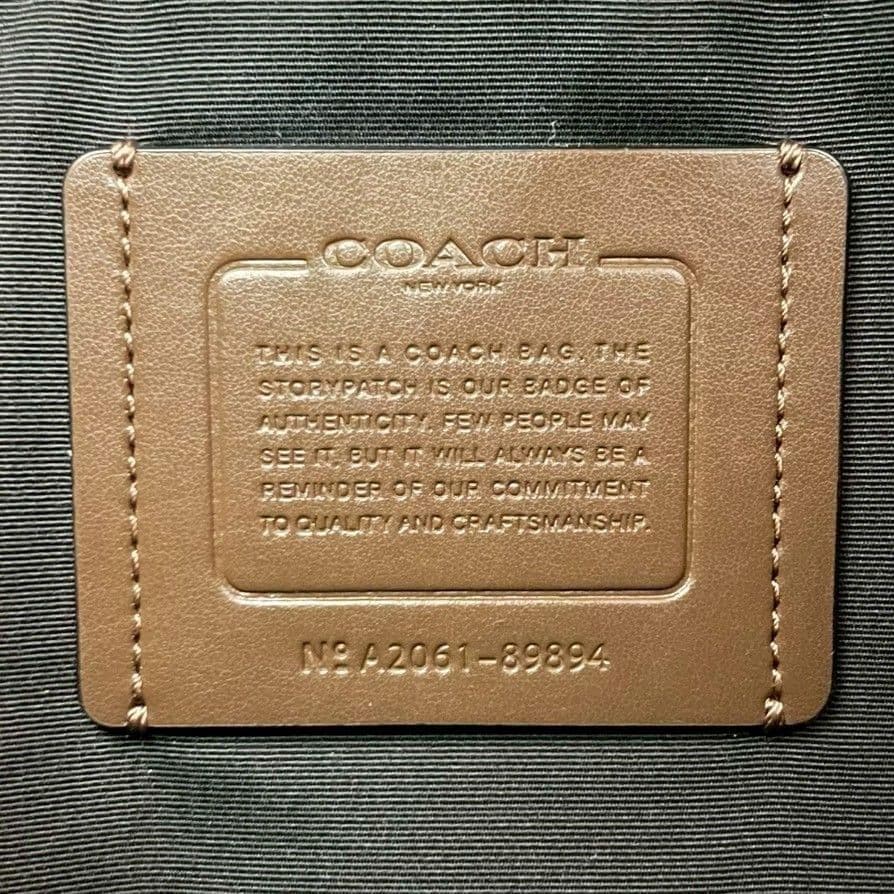 COACH
NEW YORK
THIS IS A COACH BAG. THE
STORYPATCH IS OUR BADGE OF
AUTHENTICITY. FEW PEOPLE MAY
SEE IT, BUT IT WILL ALWAYS BE A
REMINDER OF OUR COMMITMENT
TO QUALITY AND CRAFTSMANSHIP.
Nº A2061-89894